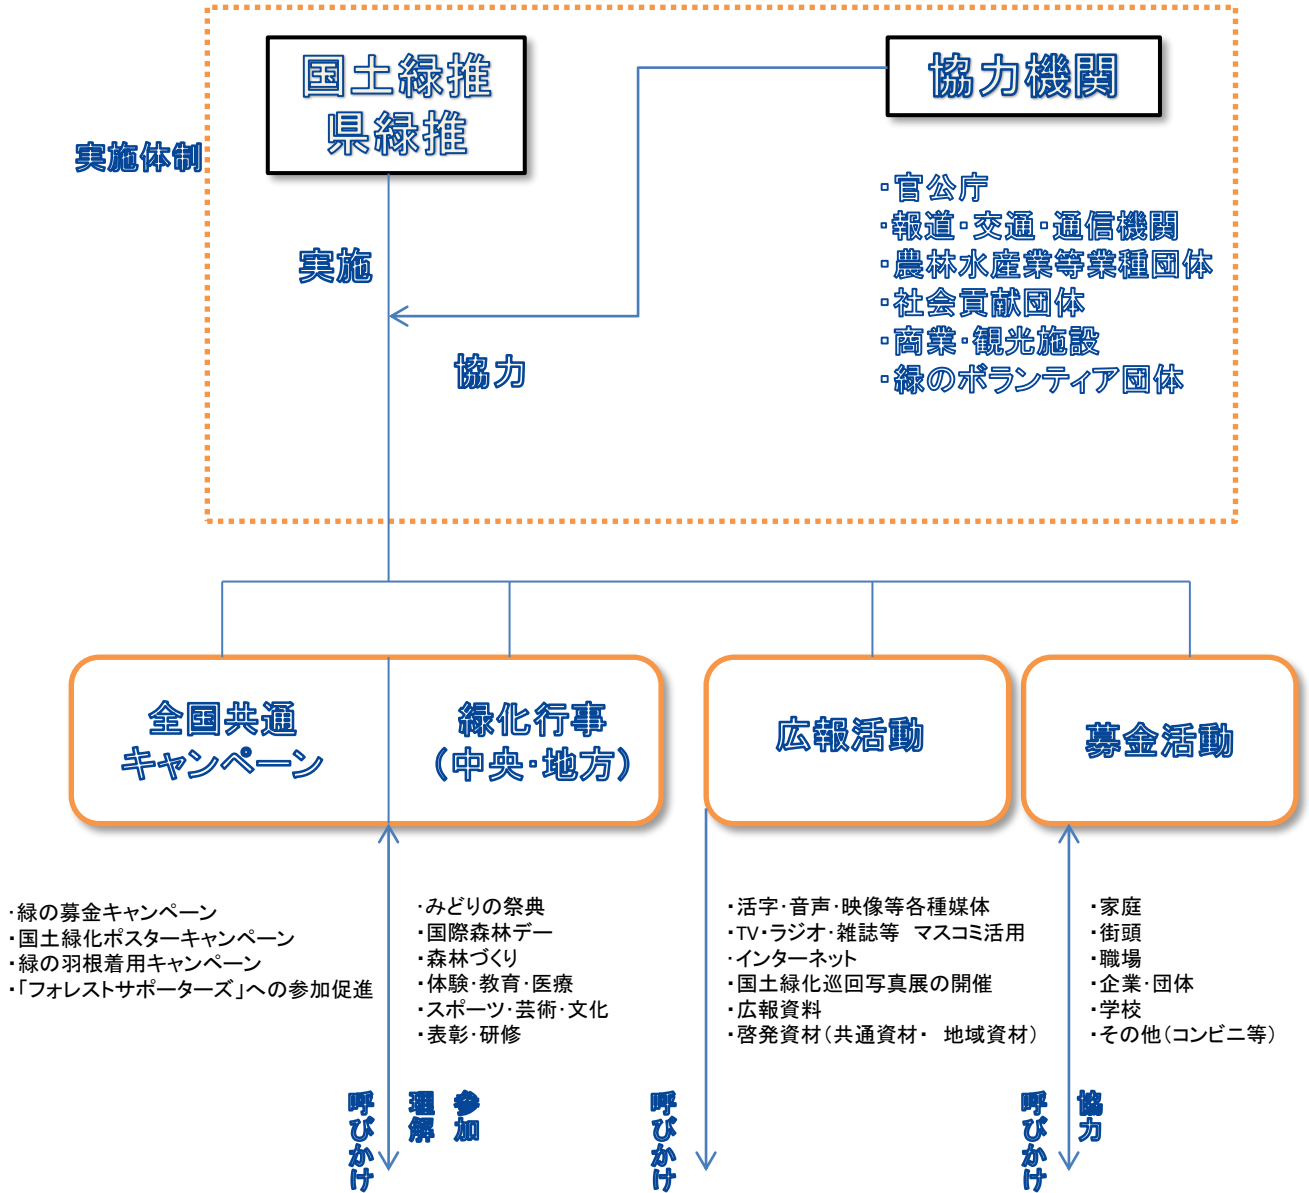 国土緑推
県緑推
協力機関
実施体制
・官公庁
・報道・交通・通信機関
・農林水産業等業種団体
・社会貢献団体
・商業・観光施設
・緑のボランティア団体
実施
協力
全国共通
キャンペーン
緑化行事
(中央・地方)
広報活動
募金活動
・緑の募金キャンペーン
・国土緑化ポスターキャンペーン
・緑の羽根着用キャンペーン
・「フォレストサポーターズ」への参加促進
・みどりの祭典
・国際森林デー
・森林づくり
・体験・教育・医療
・スポーツ・芸術・文化
・表彰・研修
・活字・音声・映像等各種媒体
・TV・ラジオ・雑誌等　マスコミ活用
・インターネット
・国土緑化巡回写真展の開催
・広報資料
・啓発資材(共通資材・　地域資材)
・家庭
・街頭
・職場
・企業・団体
・学校
・その他(コンビニ等)
呼びかけ
理解
参加
呼びかけ
呼びかけ
協力